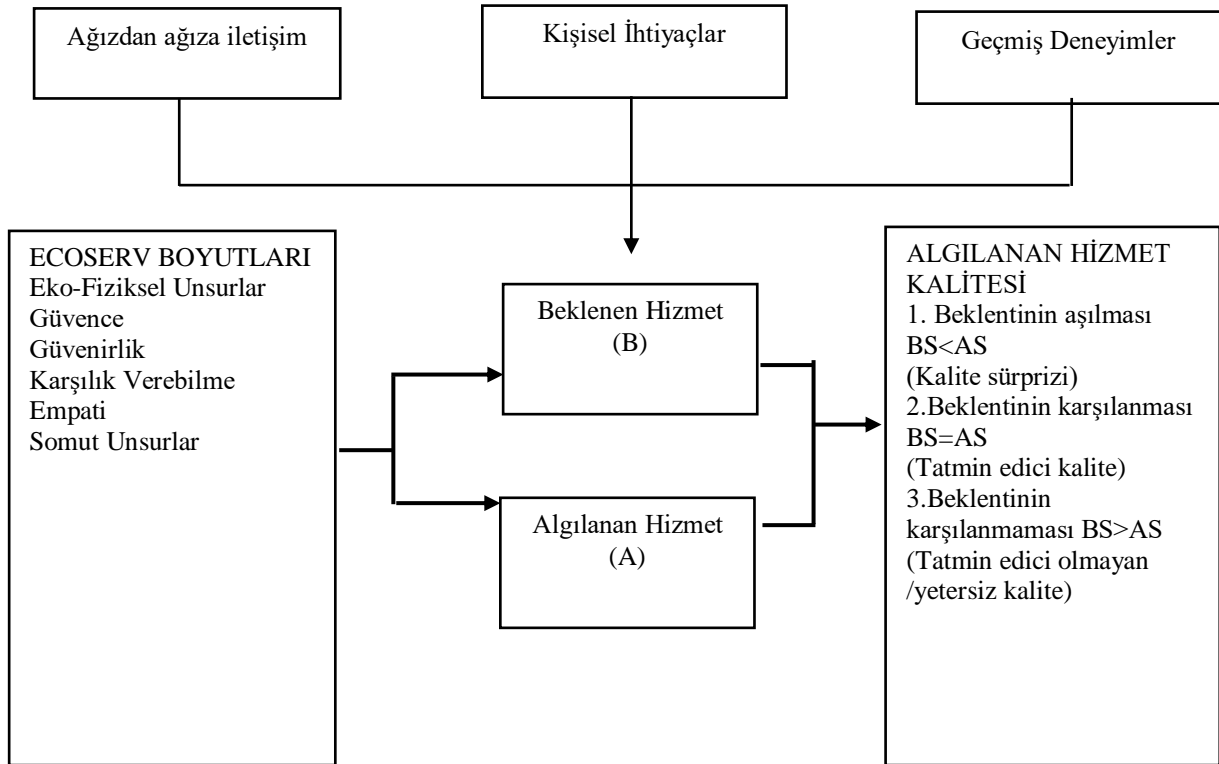 Ağızdan ağıza iletişim
Kişisel İhtiyaçlar
Geçmiş Deneyimler
ECOSERV BOYUTLARI
Eko-Fiziksel Unsurlar
Güvence
Güvenirlik
Karşılık Verebilme
Empati
Somut Unsurlar
Beklenen Hizmet
(B)
Algılanan Hizmet
(A)
ALGILANAN HİZMET
KALİTESİ
1. Beklentinin aşılması
BS<AS
(Kalite sürprizi)
2.Beklentinin karşılanması
BS=AS
(Tatmin edici kalite)
3.Beklentinin
karşılanmaması BS>AS
(Tatmin edici olmayan
/yetersiz kalite)